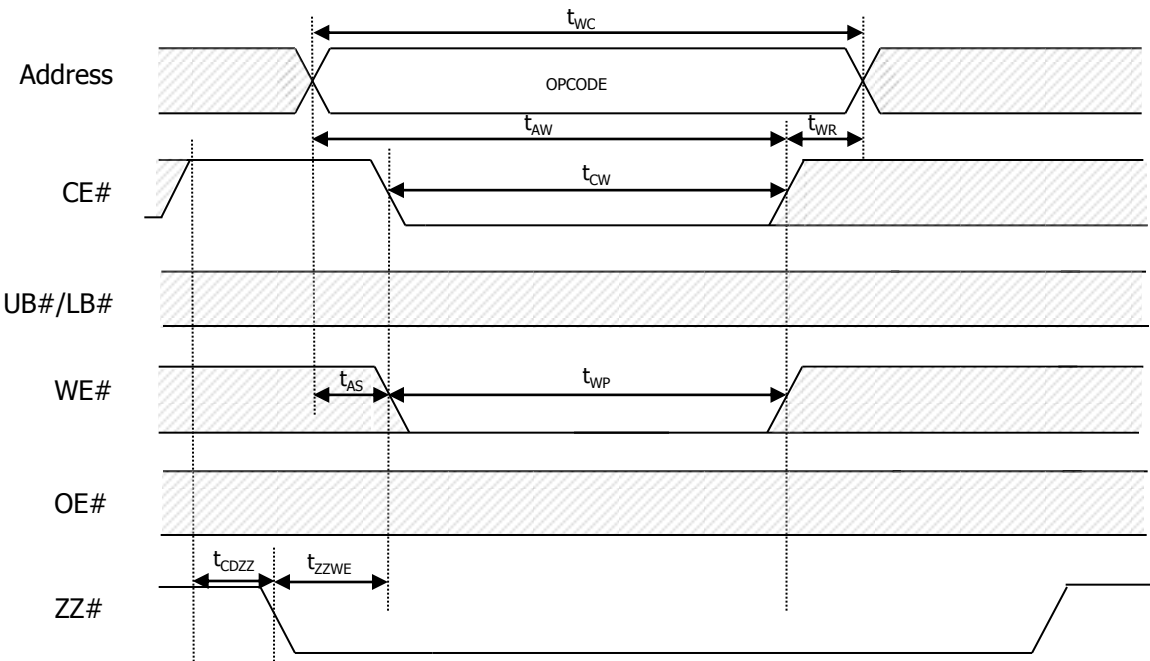 tWC
Address
OPCODE
tAW
tWR
CE#
tCW
UB#/LB#
WE#
tAS
tWP
OE#
tCDZZ
tZZWE
ZZ#